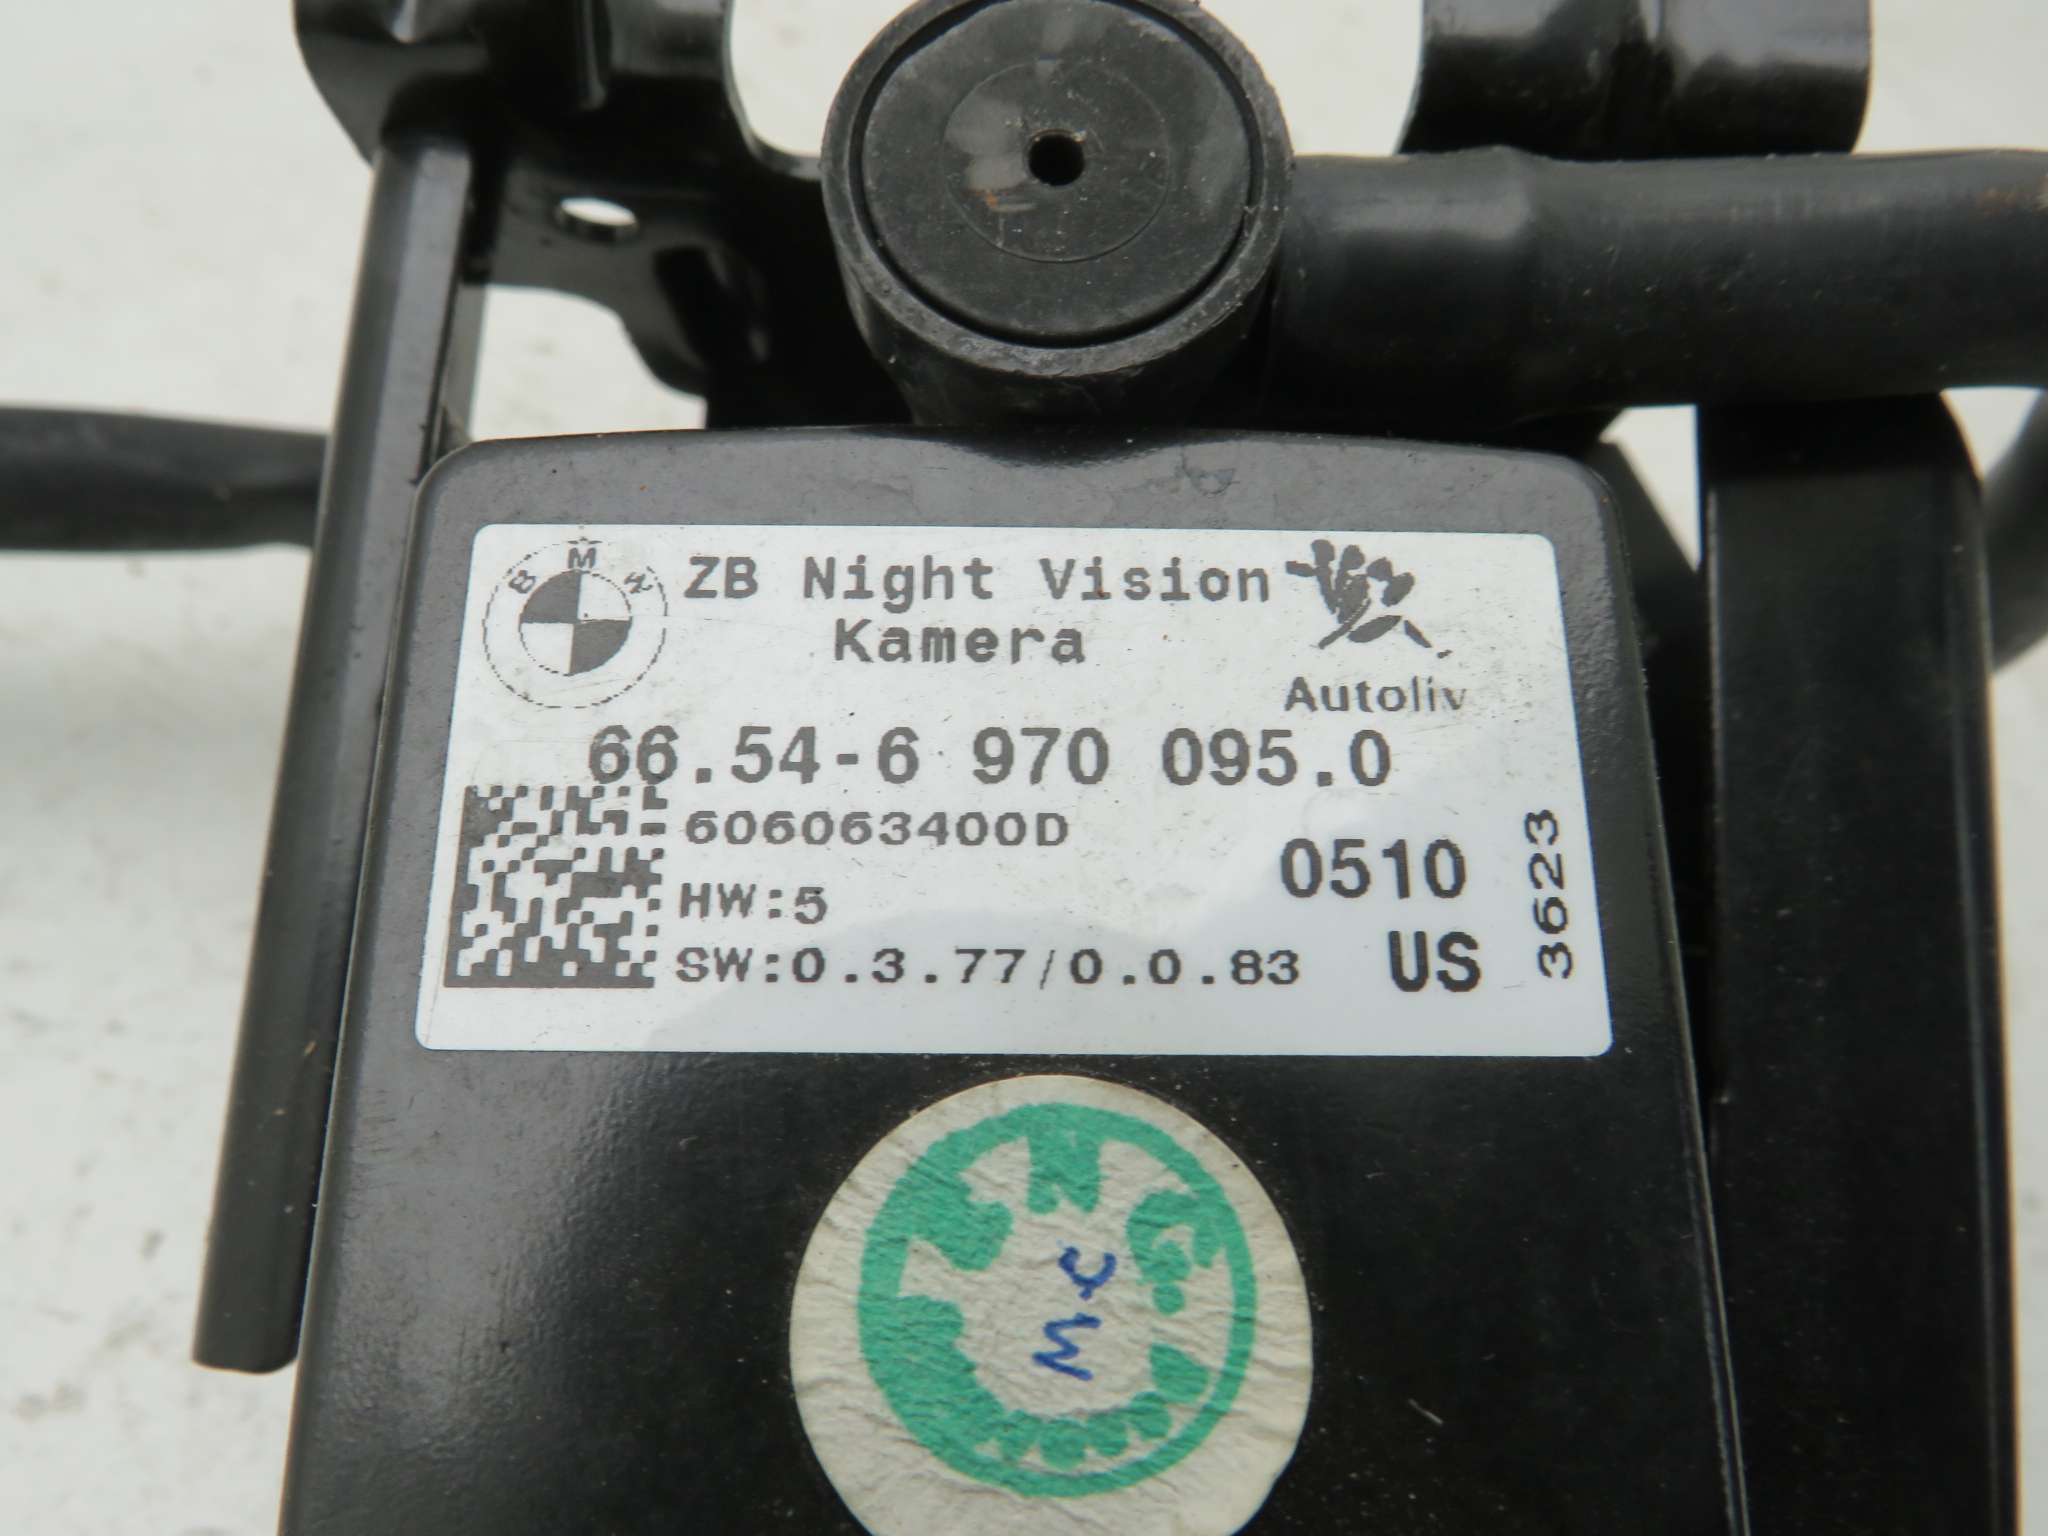 BMW
ZB Night Vision
Kamera
Autoliv
66.54-6 970 095.0
606063400D
HW:5
0510
SW:0.3.77/0.0.83
US
3623